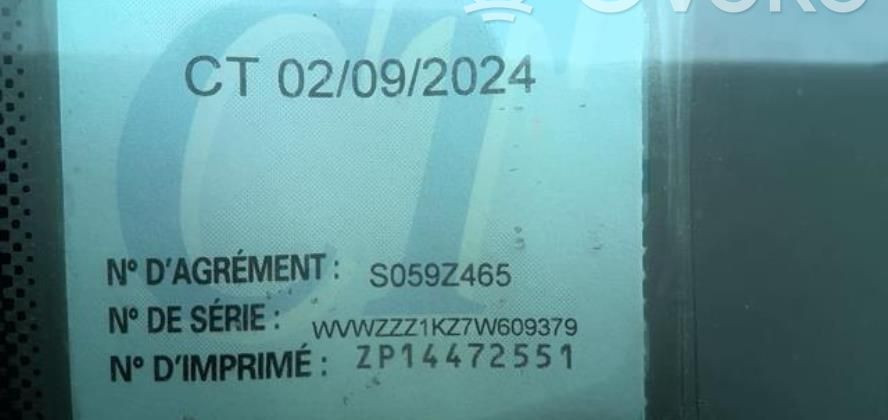 CT 02/09/2024
N° D'AGRÉMENT : S059Z465
N° DE SÉRIE : WVWZZZ1KZ7W609379
N° D'IMPRIMÉ : ZP14472551